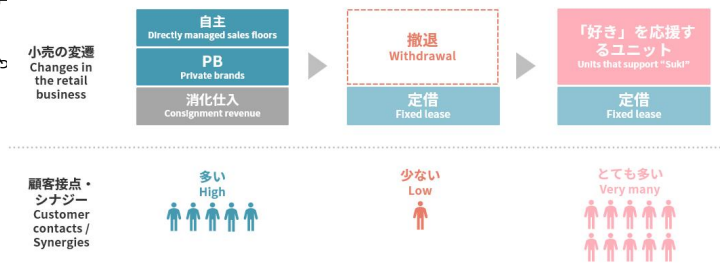 小売の変遷
Changes in
the retail
business
自主
Directly managed sales floors
PB
Private brands
消化仕入
Consignment revenue
撤退
Withdrawal
定借
Fixed lease
「好き」を応援す
るユニット
Units that support "Suki"
定借
Fixed lease
顧客接点・
シナジー
Customer
contacts /
Synergies
多い
High
少ない
Low
とても多い
Very many